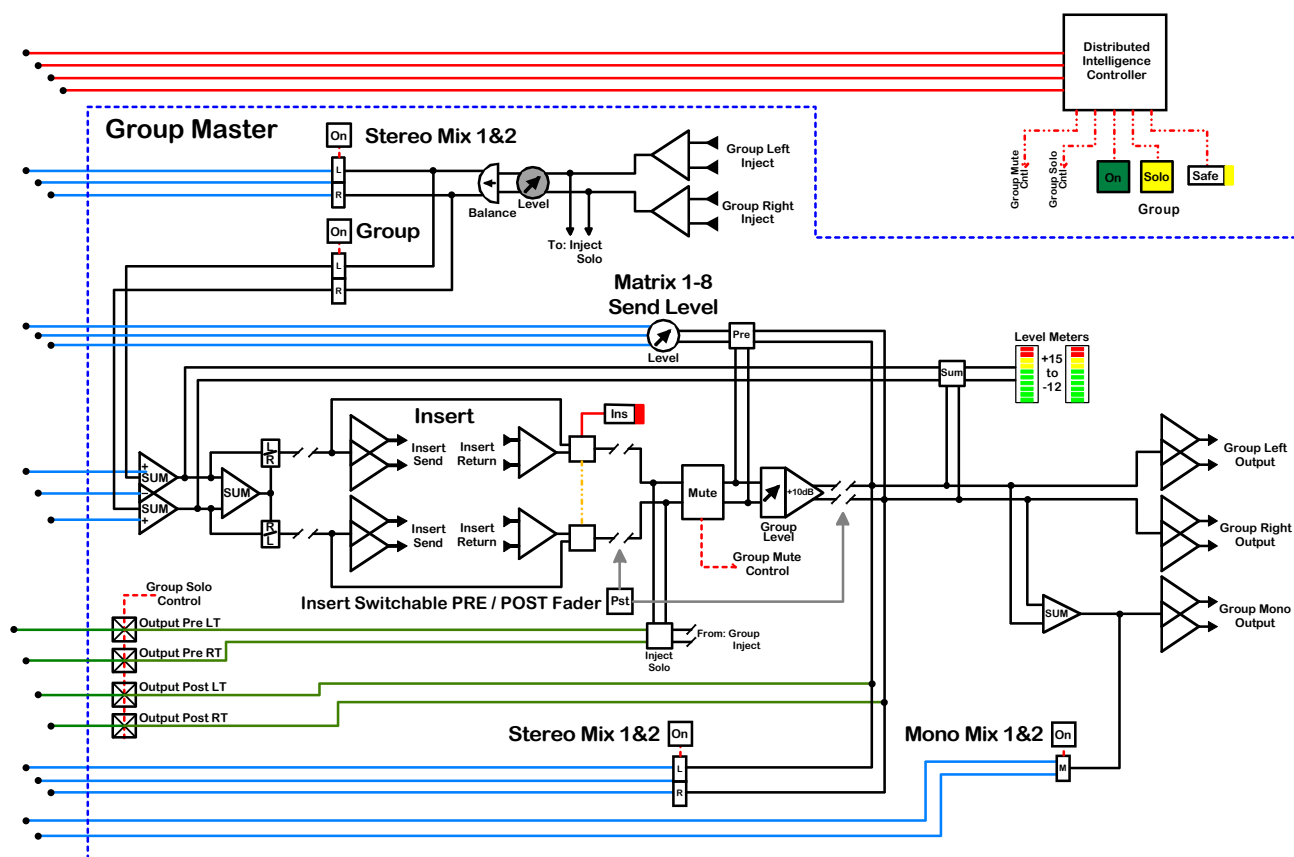 Distributed
Intelligence
Controller
Group Mute
Cntl
Group Solo
Cntl
On
Solo
Safe
Group
Group Master
On
Stereo Mix 1&2
L
R
Balance
Level
Group Left
Inject
Group Right
Inject
To: Inject
Solo
On
Group
L
R
Matrix 1-8
Send Level
Level
Pre
Level Meters
+15
to
-12
Sum
Insert
Ins
Insert
Send
Insert
Return
L
R
+
SUM
–
SUM
+
SUM
R
L
Insert
Send
Insert
Return
Mute
+10dB
Group
Level
Group Mute
Control
Group Left
Output
Group Right
Output
Group Mono
Output
SUM
Insert Switchable PRE / POST Fader
Pst
Group Solo
Control
Output Pre LT
Output Pre RT
Output Post LT
Output Post RT
Inject
Solo
From: Group
Inject
Stereo Mix 1&2
On
L
R
Mono Mix 1&2
On
M